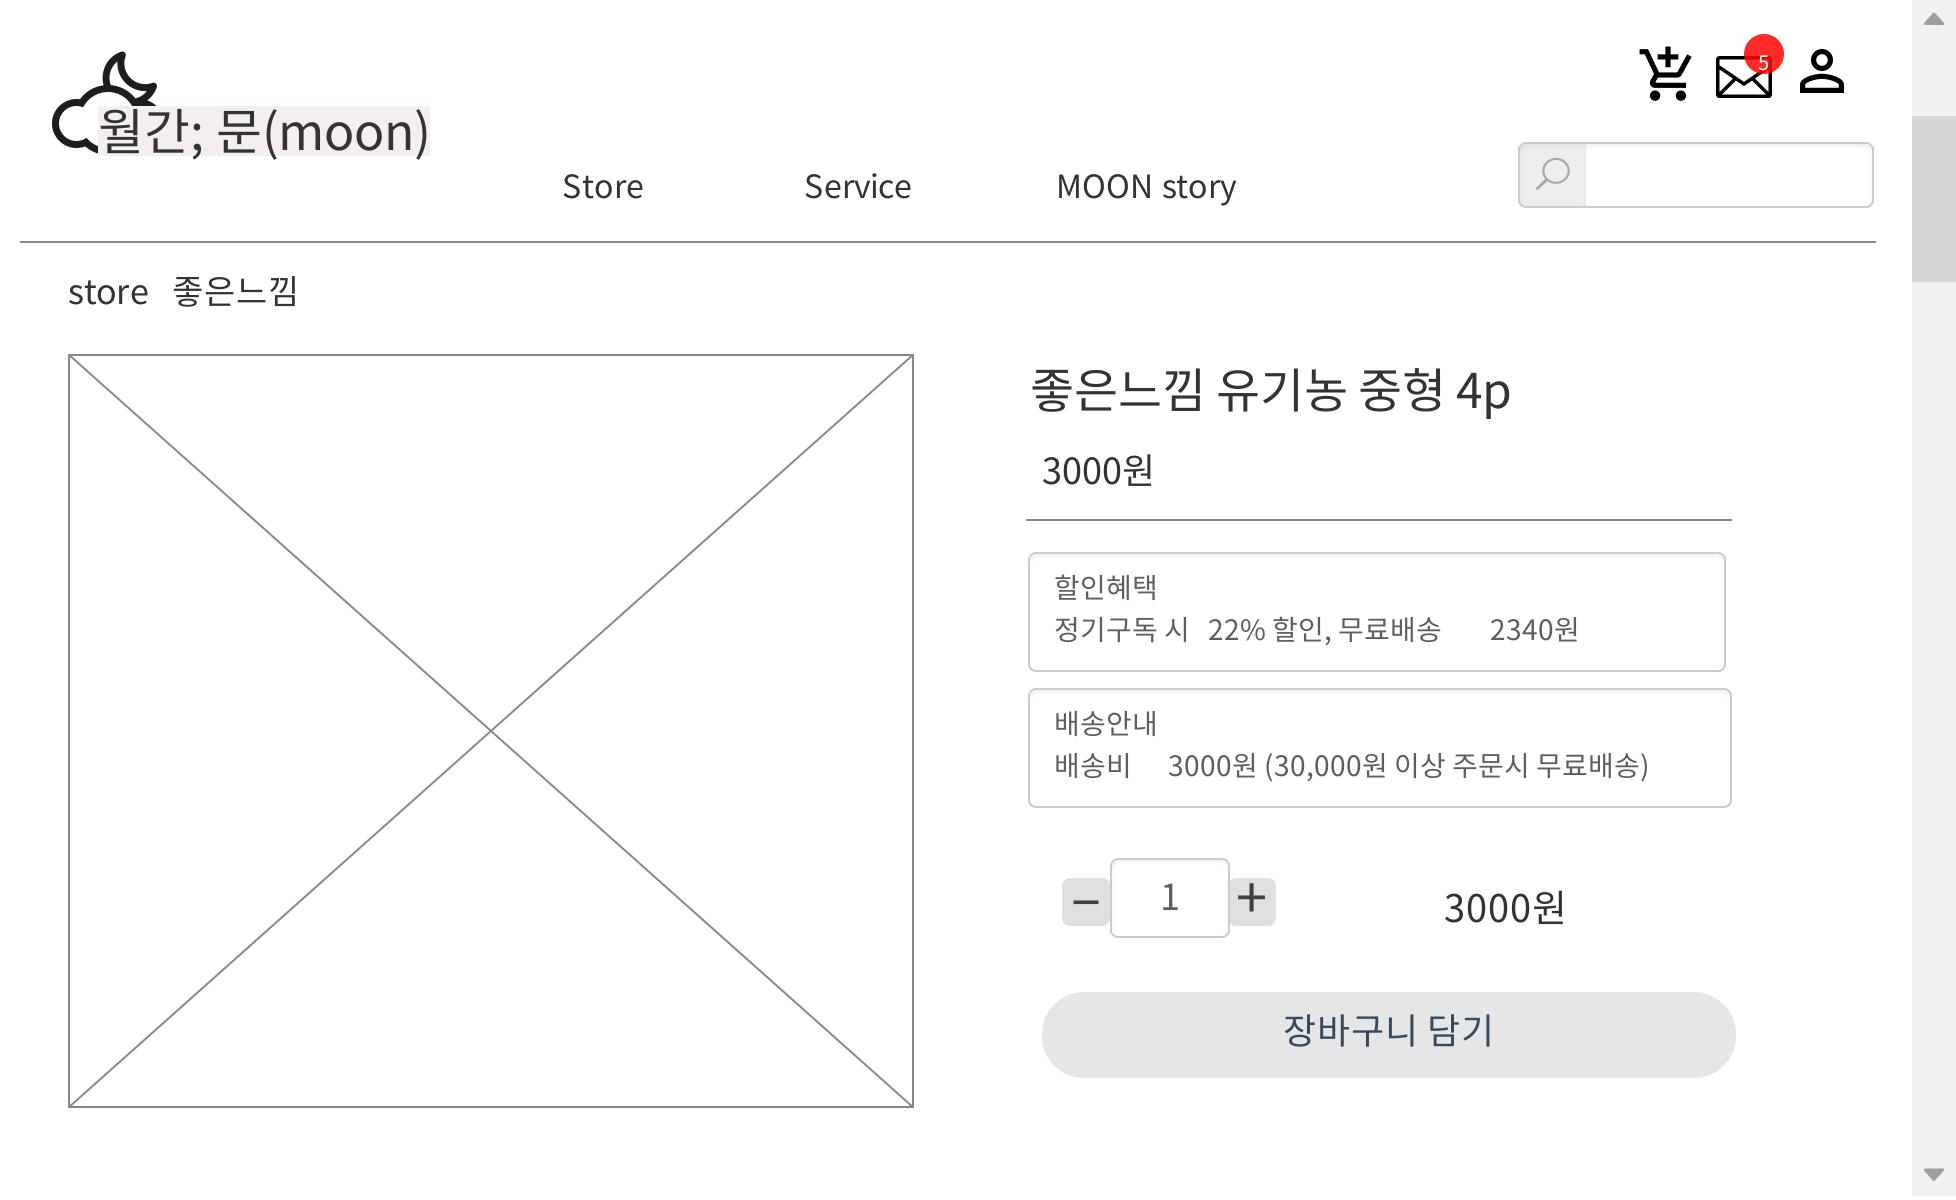 5
월간; 문(moon)
Store Service MOON story
store 좋은느낌
좋은느낌 유기농 중형 4p
3000원
할인혜택
정기구독 시 22% 할인, 무료배송 2340원
배송안내
배송비 3000원 (30,000원 이상 주문시 무료배송)
− 1 + 3000원
장바구니 담기